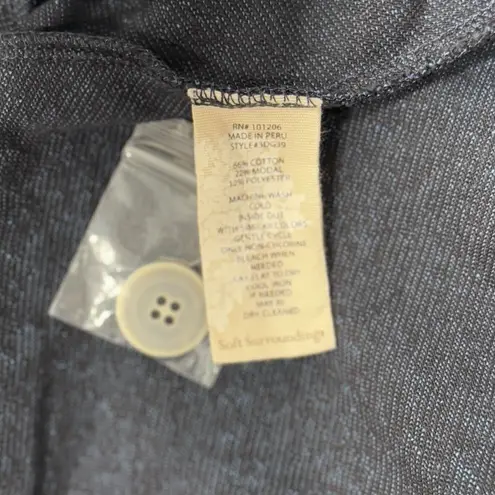 RN# 101206
MADE IN PERU
66% COTTON
22% MODAL
12% POLYESTER
MACHINE WASH
COLD
INSIDE OUT
WITH SIMILAR COLORS
GENTLE CYCLE
ONLY NON-CHLORINE
BLEACH WHEN
NEEDED
LAY FLAT TO DRY
COOL IRON
IF NEEDED
MAY BE
DRY CLEANED
Soft Surroundings